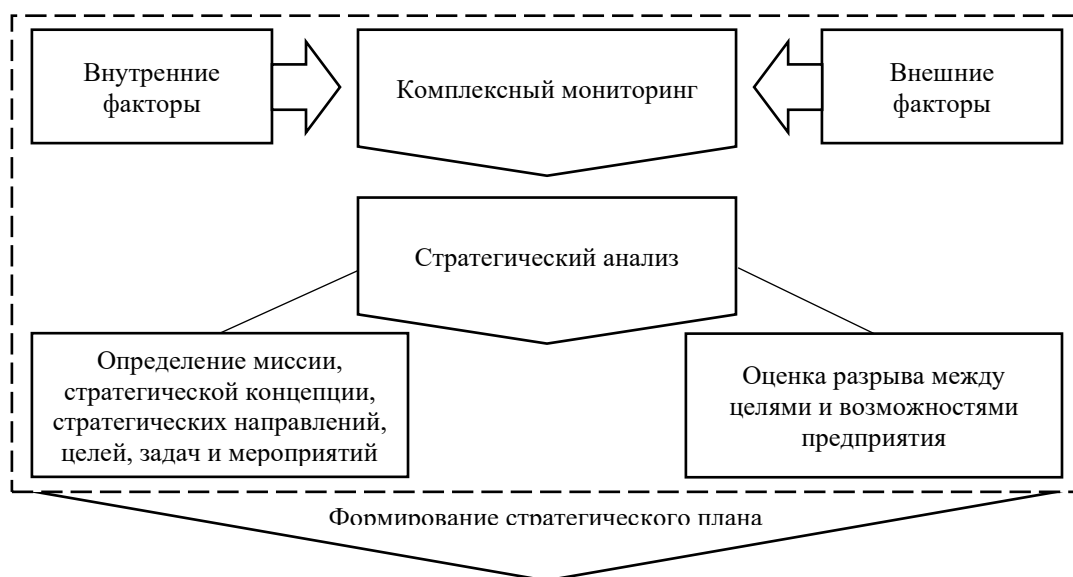 Внутренние
факторы
Комплексный мониторинг
Внешние
факторы
Стратегический анализ
Определение миссии,
стратегической концепции,
стратегических направлений,
целей, задач и мероприятий
Оценка разрыва между
целями и возможностями
предприятия
Формирование стратегического плана